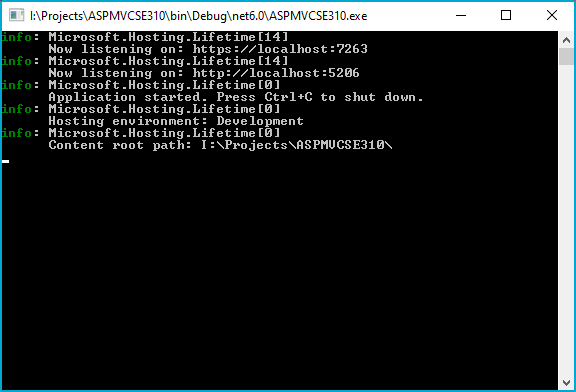 I:\Projects\ASPMVCSE310\bin\Debug\net6.0\ASPMVCSE310.exe
info: Microsoft.Hosting.Lifetime[14]
Now listening on: https://localhost:7263
info: Microsoft.Hosting.Lifetime[14]
Now listening on: http://localhost:5206
info: Microsoft.Hosting.Lifetime[0]
Application started. Press Ctrl+C to shut down.
info: Microsoft.Hosting.Lifetime[0]
Hosting environment: Development
info: Microsoft.Hosting.Lifetime[0]
Content root path: I:\Projects\ASPMVCSE310\